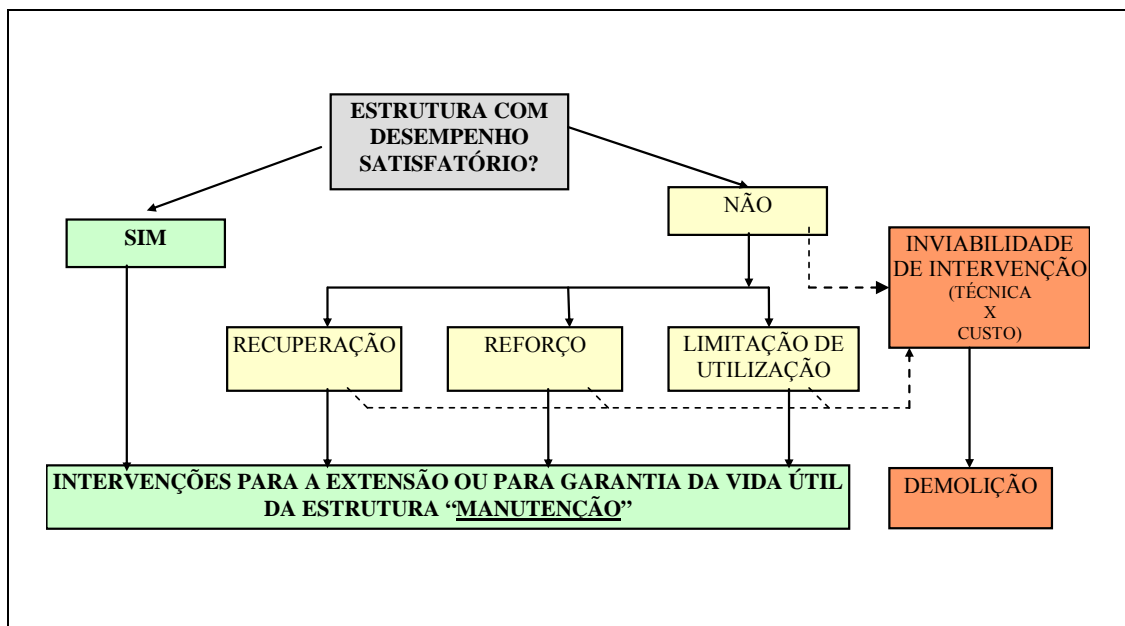 ESTRUTURA COM
DESEMPENHO
SATISFATÓRIO?
NÃO
SIM
INVIABILIDADE
DE INTERVENÇÃO
(TÉCNICA
X
CUSTO)
RECUPERAÇÃO
REFORÇO
LIMITAÇÃO DE
UTILIZAÇÃO
INTERVENÇÕES PARA A EXTENSÃO OU PARA GARANTIA DA VIDA ÚTIL
DA ESTRUTURA “MANUTENÇÃO”
DEMOLIÇÃO